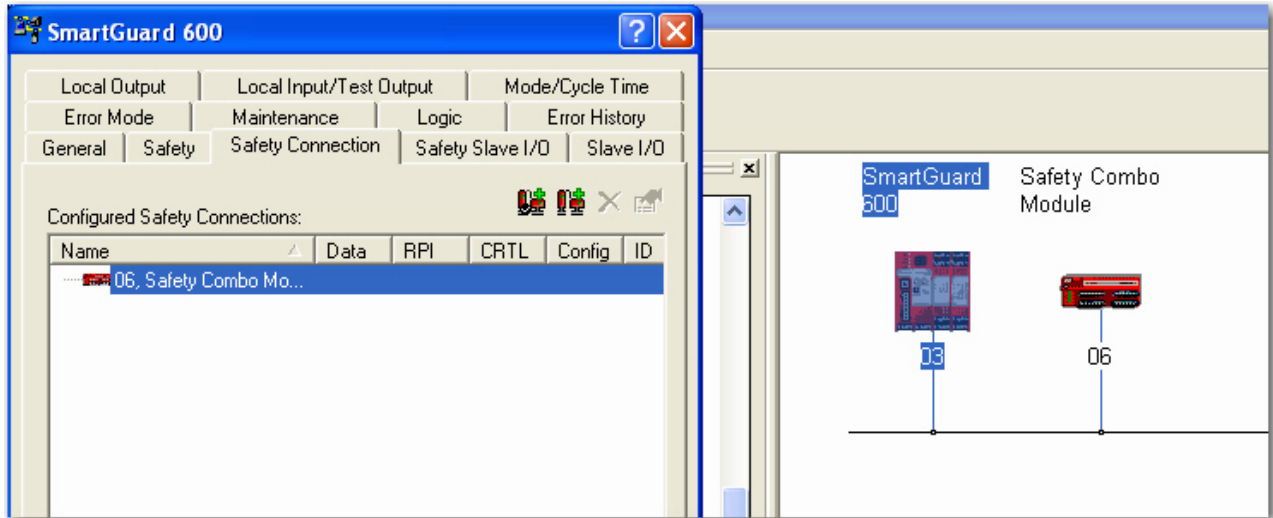 SmartGuard 600
Local Output Local Input/Test Output Mode/Cycle Time
Error Mode Maintenance Logic Error History
General Safety Safety Connection Safety Slave I/O Slave I/O
Configured Safety Connections:
Name Data RPI CRTL Config ID
06, Safety Combo Mo...
SmartGuard
600
Safety Combo
Module
03
06